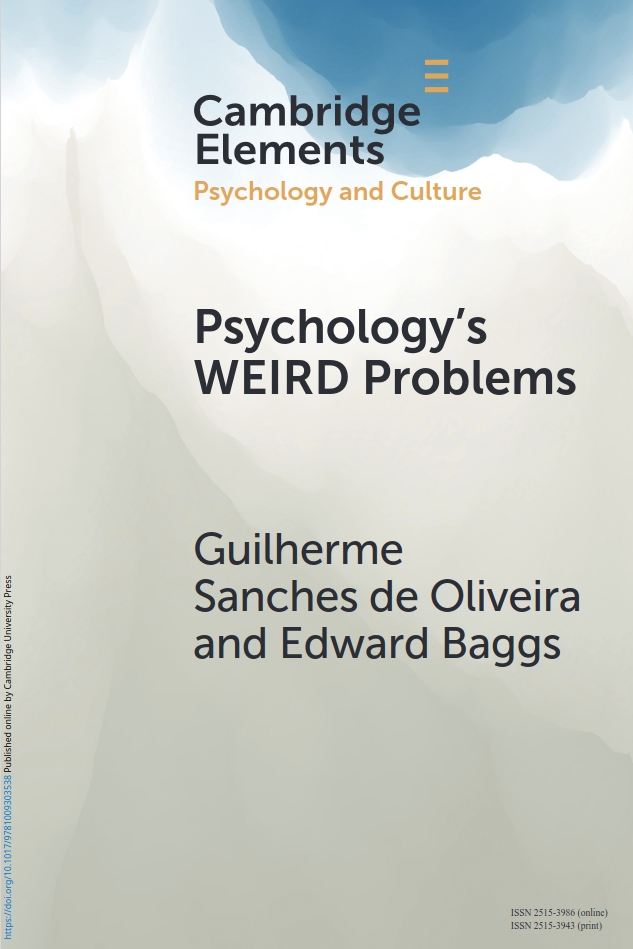 Cambridge
Elements
Psychology and Culture
Psychology’s
WEIRD Problems
Guilherme
Sanches de Oliveira
and Edward Baggs
https://doi.org/10.1017/9781009303538 Published online by Cambridge University Press
ISSN 2515-3986 (online)
ISSN 2515-3943 (print)